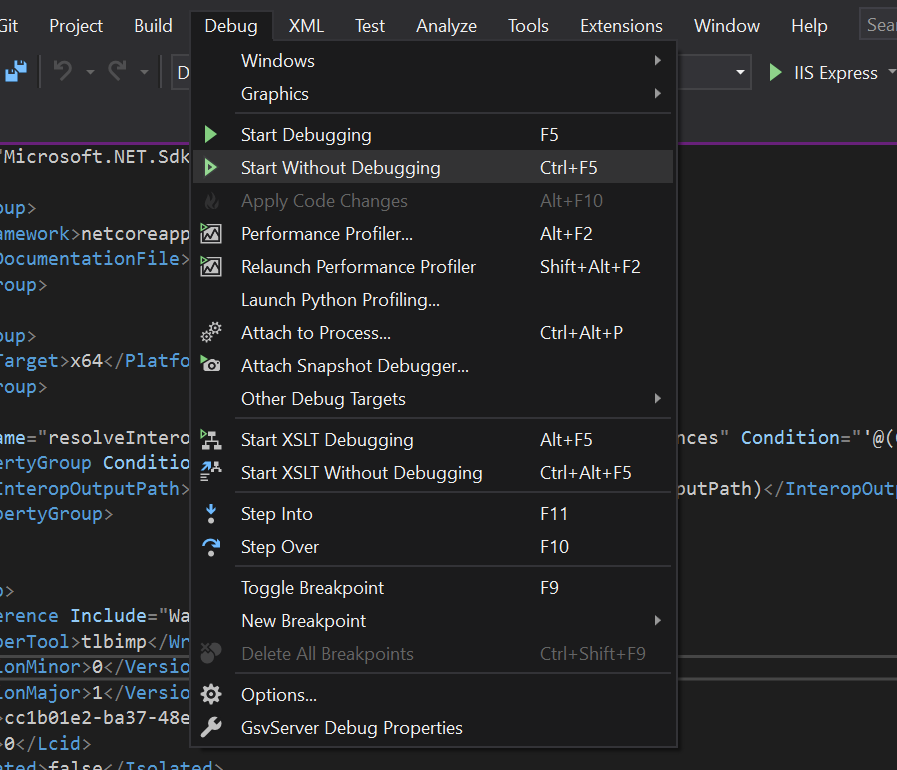 Git Project Build Debug XML Test Analyze Tools Extensions Window Help Sea
D IIS Express
Windows
Graphics
Start Debugging F5
"Microsoft.NET.Sdk
Start Without Debugging Ctrl+F5
Apply Code Changes Alt+F10
oup>
amework>netcoreapp
Performance Profiler... Alt+F2
DocumentationFile>
Relaunch Performance Profiler Shift+Alt+F2
roup>
Launch Python Profiling...
oup>
Attach to Process... Ctrl+Alt+P
Target>x64</Platfo
Attach Snapshot Debugger...
roup>
Other Debug Targets
ame="resolveIntero
Start XSLT Debugging Alt+F5
nces" Condition="'@(
ertyGroup Conditio
Start XSLT Without Debugging Ctrl+Alt+F5
InteropOutputPath>
putPath)</InteropOutp
pertyGroup>
Step Into F11
Step Over F10
p>
Toggle Breakpoint F9
erence Include="Wa
New Breakpoint
perTool>tlbimp</Wr
Delete All Breakpoints Ctrl+Shift+F9
ionMinor>0</Versio
ionMajor>1</Versio
Options...
>cc1b01e2-ba37-48e
GsvServer Debug Properties
>0</Lcid>
ated>false</Isolated>